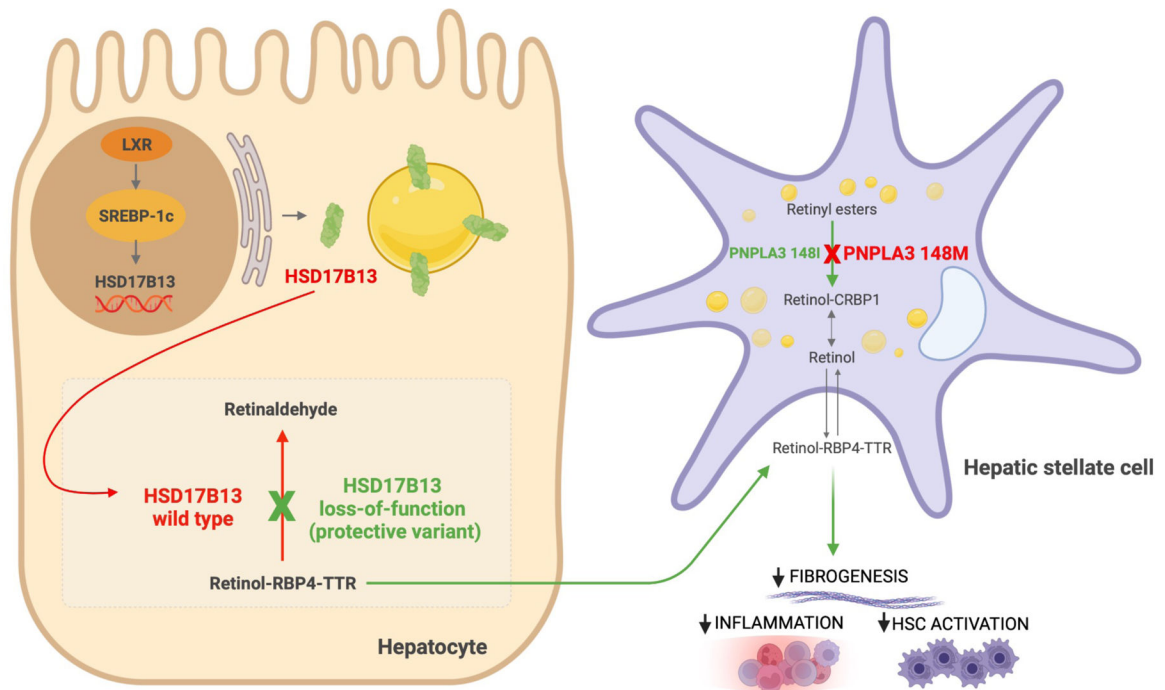 LXR
SREBP-1c
HSD17B13
HSD17B13
Retinaldehyde
HSD17B13
wild type
X
HSD17B13
loss-of-function
(protective variant)
Retinol-RBP4-TTR
Hepatocyte
Retinyl esters
PNPLA3 148I X PNPLA3 148M
Retinol-CRBP1
Retinol
Retinol-RBP4-TTR
Hepatic stellate cell
FIBROGENESIS
INFLAMMATION
HSC ACTIVATION